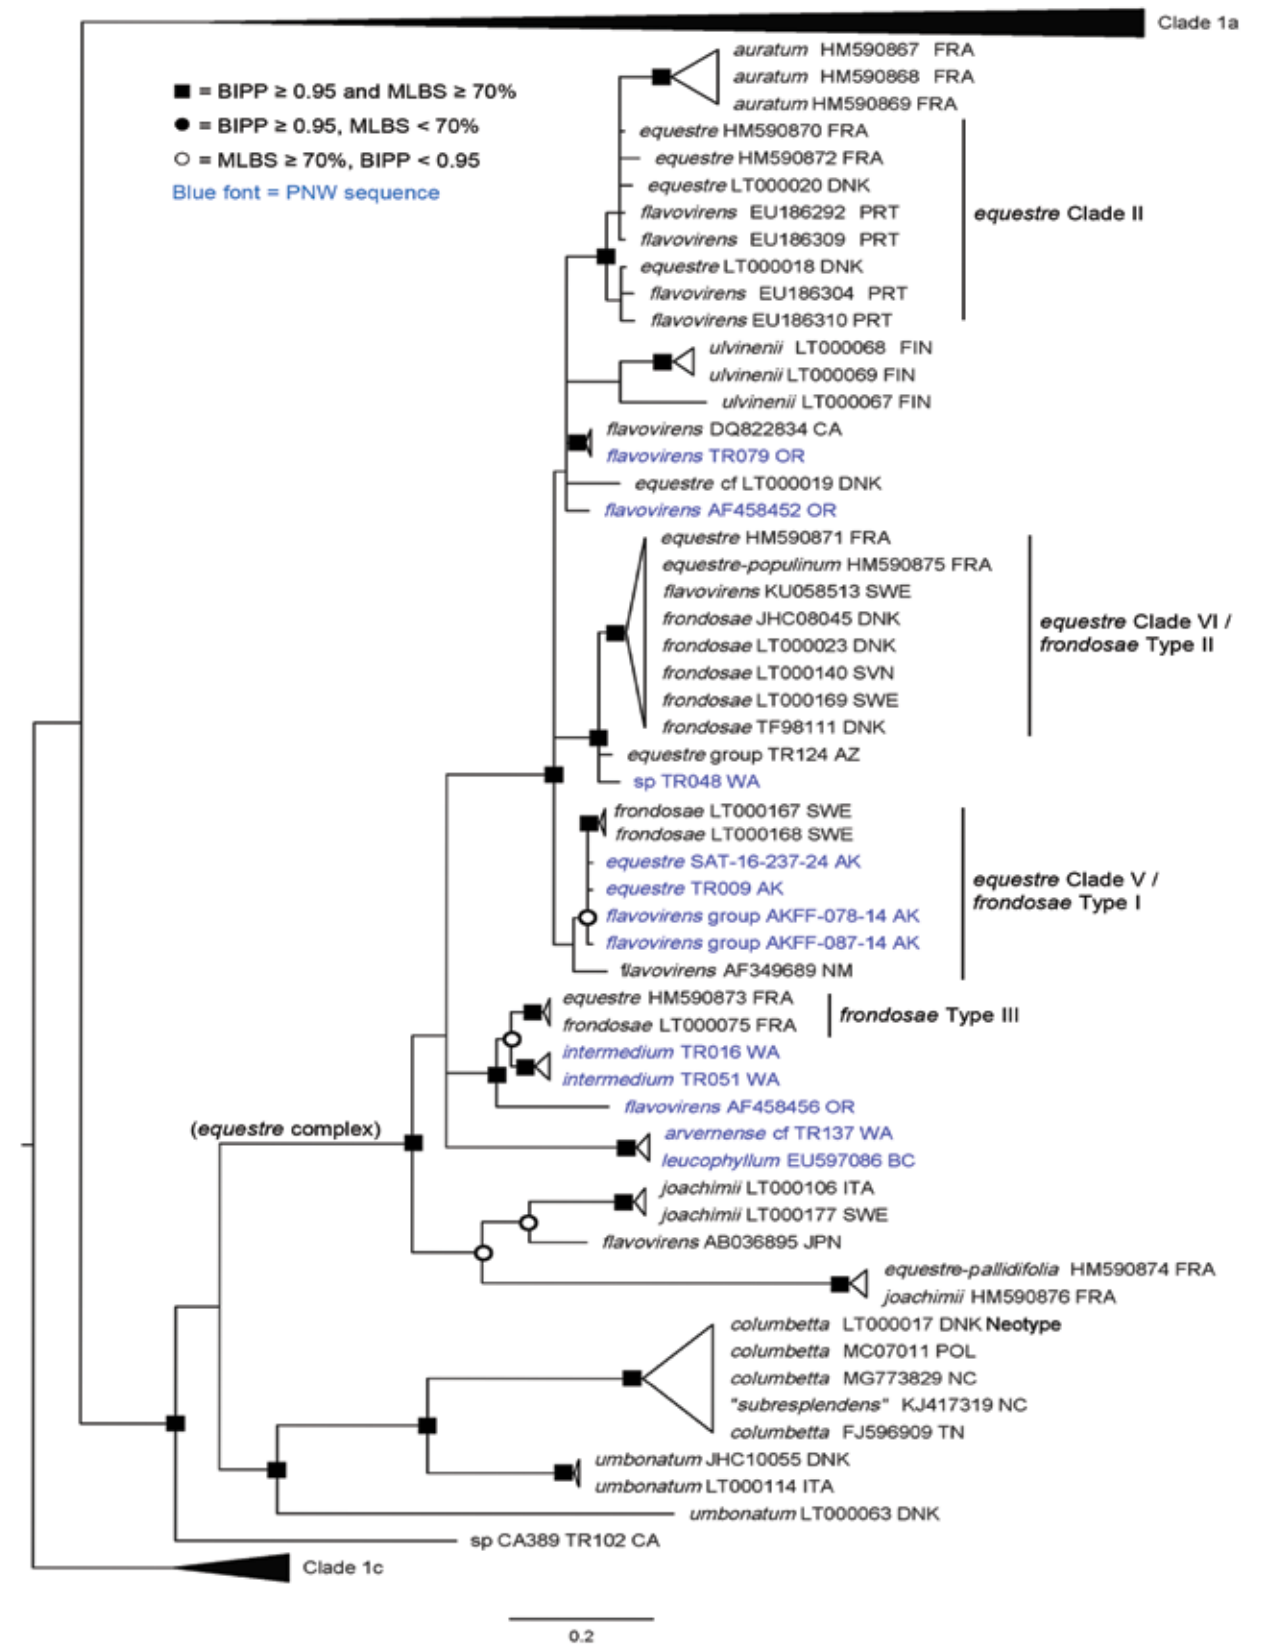 Clade 1a
auratum HM590867 FRA
auratum HM590868 FRA
auratum HM590869 FRA
■ = BIPP ≥ 0.95 and MLBS ≥ 70%
● = BIPP ≥ 0.95, MLBS < 70%
○ = MLBS ≥ 70%, BIPP < 0.95
Blue font = PNW sequence
equestre HM590870 FRA
equestre HM590872 FRA
equestre LT000020 DNK
flavovirens EU186292 PRT
equestre Clade II
flavovirens EU186309 PRT
equestre LT000018 DNK
flavovirens EU186304 PRT
flavovirens EU186310 PRT
ulvinenii LT000068 FIN
ulvinenii LT000069 FIN
ulvinenii LT000067 FIN
flavovirens DQ822834 CA
flavovirens TR079 OR
equestre cf LT000019 DNK
flavovirens AF458452 OR
equestre HM590871 FRA
equestre-populinum HM590875 FRA
flavovirens KU058513 SWE
frondosae JHC08045 DNK
frondosae LT000023 DNK
frondosae LT000140 SVN
frondosae LT000169 SWE
frondosae TF98111 DNK
equestre Clade VI /
frondosae Type II
equestre group TR124 AZ
sp TR048 WA
frondosae LT000167 SWE
frondosae LT000168 SWE
equestre SAT-16-237-24 AK
equestre TR009 AK
flavovirens group AKFF-078-14 AK
flavovirens group AKFF-087-14 AK
flavovirens AF349689 NM
equestre Clade V /
frondosae Type I
equestre HM590873 FRA
frondosae LT000075 FRA
frondosae Type III
intermedium TR016 WA
intermedium TR051 WA
flavovirens AF458456 OR
(equestre complex)
arvernense cf TR137 WA
leucophyllum EU597086 BC
joachimii LT000106 ITA
joachimii LT000177 SWE
flavovirens AB036895 JPN
equestre-pallidifolia HM590874 FRA
joachimii HM590876 FRA
columbetta LT000017 DNK Neotype
columbetta MC07011 POL
columbetta MG773829 NC
"subresplendens" KJ417319 NC
columbetta FJ596909 TN
umbonatum JHC10055 DNK
umbonatum LT000114 ITA
umbonatum LT000063 DNK
sp CA389 TR102 CA
Clade 1c
0.2